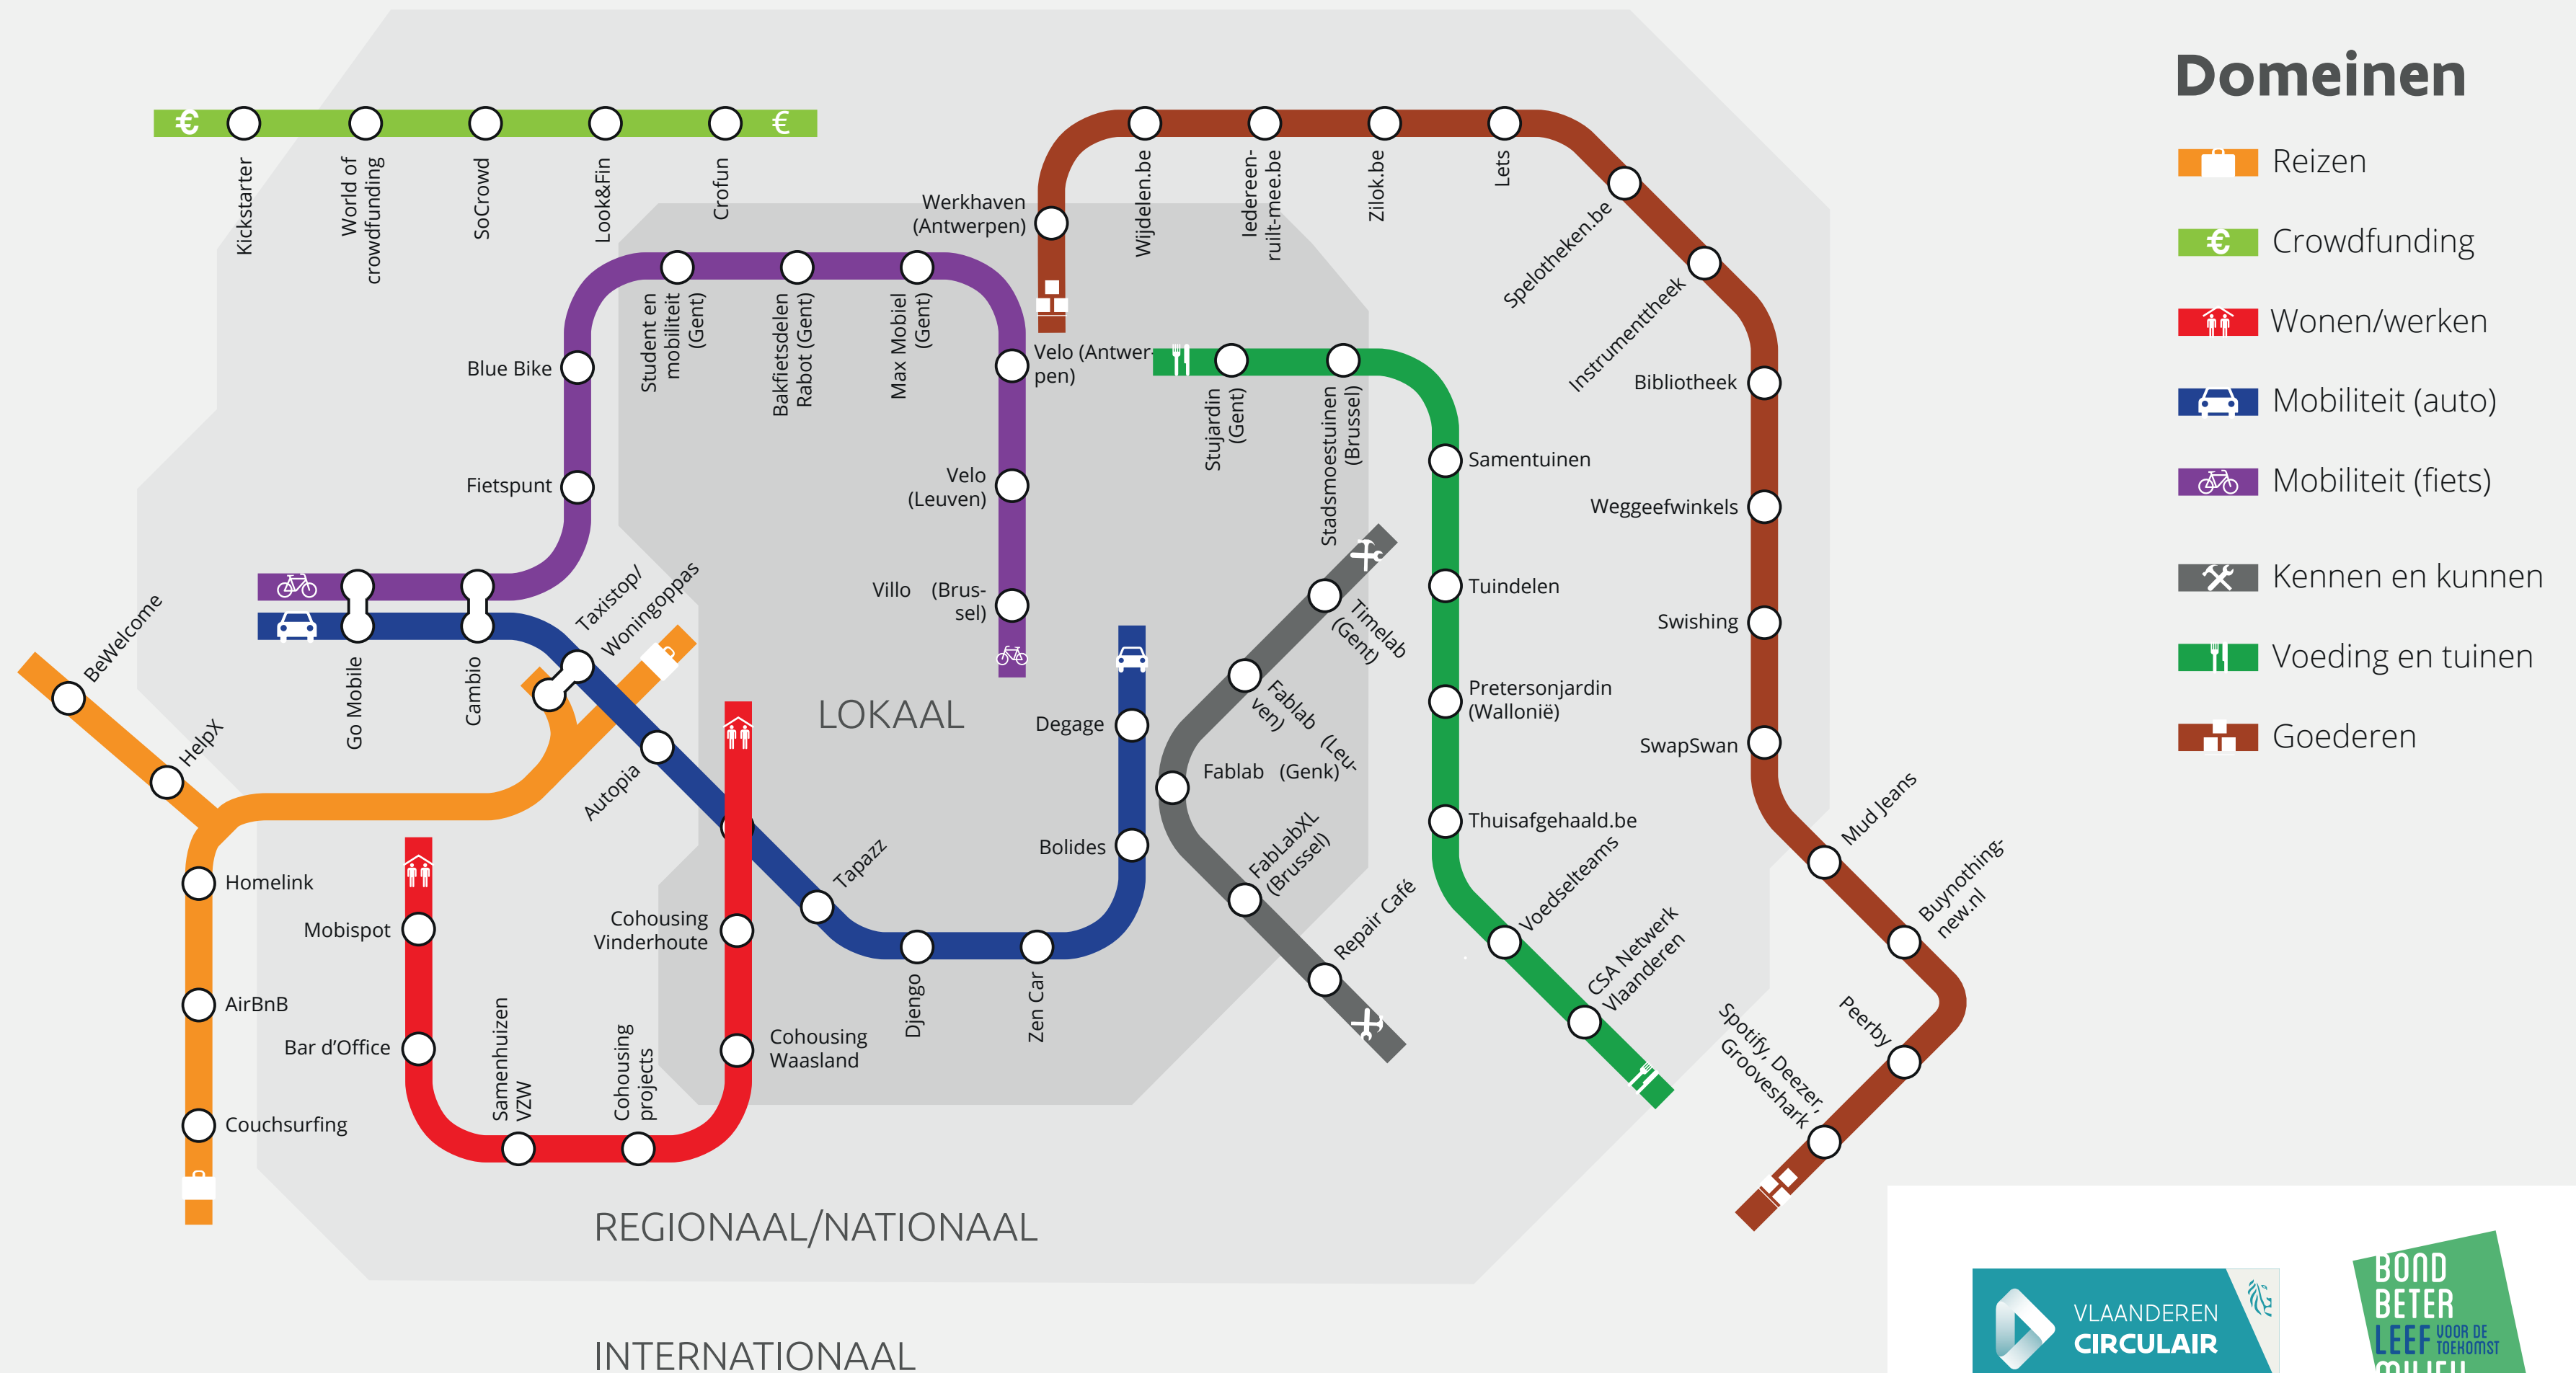 Domeinen
Reizen
Crowdfunding
Wonen/werken
Mobiliteit (auto)
Mobiliteit (fiets)
Kennen en kunnen
Voeding en tuinen
Goederen
Kickstarter
World of
crowdfunding
SoCrowd
Look&Fin
Crofun
Werkhaven
(Antwerpen)
Wijdelen.be
Iedereen-
ruilt-mee.be
Zilok.be
Lets
Spelotheken.be
Instrumenttheek
Bibliotheek
Weggeefwinkels
Swishing
SwapSwan
Mud Jeans
Buynothing-
new.nl
Peerby
Spotify, Deezer,
Grooveshark
Go Mobile
Cambio
Fietspunt
Blue Bike
Student en
mobiliteit
(Gent)
Bakfietsdelen
Rabot (Gent)
Max Mobiel
(Gent)
Velo (Antwer-
pen)
Velo
(Leuven)
Villo (Brus-
sel)
Taxistop/
Woningoppas
Autopia
Tapazz
Djengo
Zen Car
Bolides
Degage
BeWelcome
HelpX
Homelink
AirBnB
Couchsurfing
Mobispot
Bar d’Office
Samenhuizen
VZW
Cohousing
projects
Cohousing
Waasland
Cohousing
Vinderhoute
Stujardin
(Gent)
Stadsmoestuinen
(Brussel)
Samentuinen
Tuindelen
Pretersonjardin
(Wallonië)
Thuisafgehaald.be
Voedselteams
CSA Netwerk
Vlaanderen
Timelab
(Gent)
Fablab (Leu-
ven)
Fablab (Genk)
FabLabXL
(Brussel)
Repair Café
LOKAAL
REGIONAAL/NATIONAAL
INTERNATIONAAL
VLAANDEREN
CIRCULAIR
BOND
BETER
LEEF VOOR DE
TOEKOMST
MILIEU